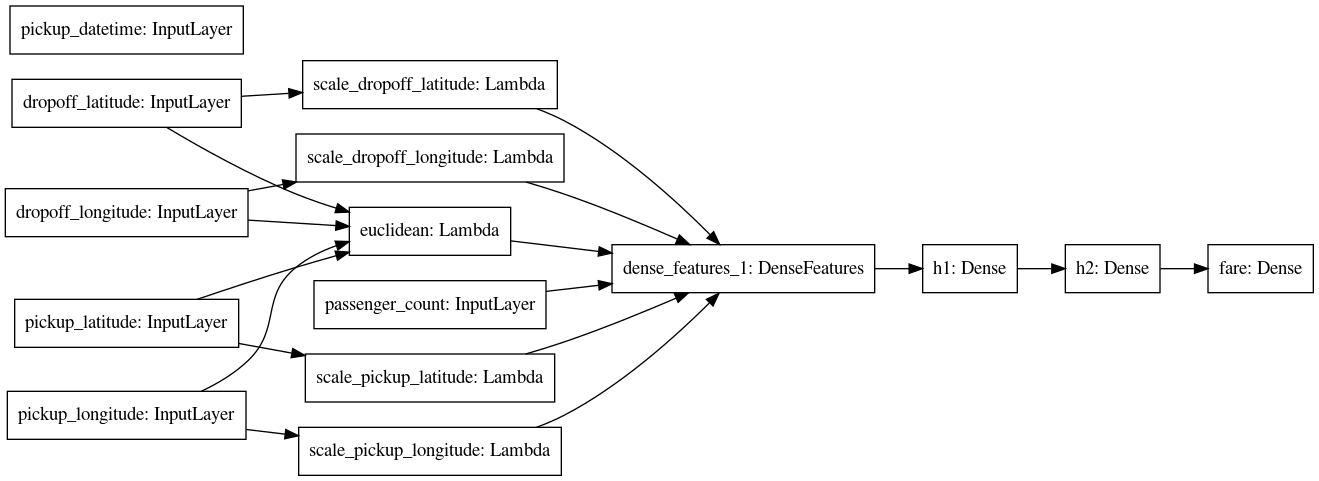 pickup_datetime: InputLayer
dropoff_latitude: InputLayer
scale_dropoff_latitude: Lambda
scale_dropoff_longitude: Lambda
dropoff_longitude: InputLayer
euclidean: Lambda
dense_features_1: DenseFeatures
h1: Dense
h2: Dense
fare: Dense
passenger_count: InputLayer
pickup_latitude: InputLayer
scale_pickup_latitude: Lambda
pickup_longitude: InputLayer
scale_pickup_longitude: Lambda